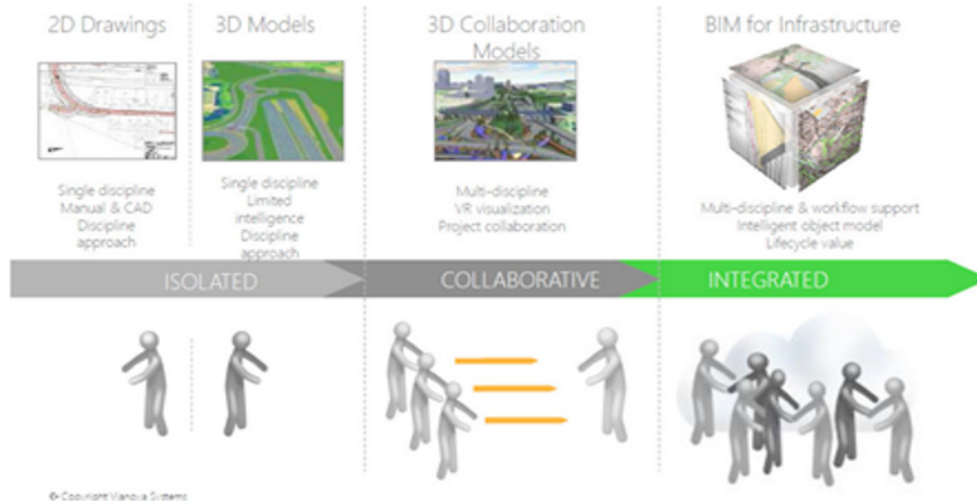 2D Drawings
3D Models
3D Collaboration
Models
BIM for Infrastructure
Single discipline
Manual & CAD
Discipline
approach
Single discipline
Limited
intelligence
Discipline
approach
Multi-discipline
VR visualization
Project collaboration
Multi-discipline & workflow support
Intelligent object model
Lifecycle value
ISOLATED
COLLABORATIVE
INTEGRATED
© Copyright Vianova Systems